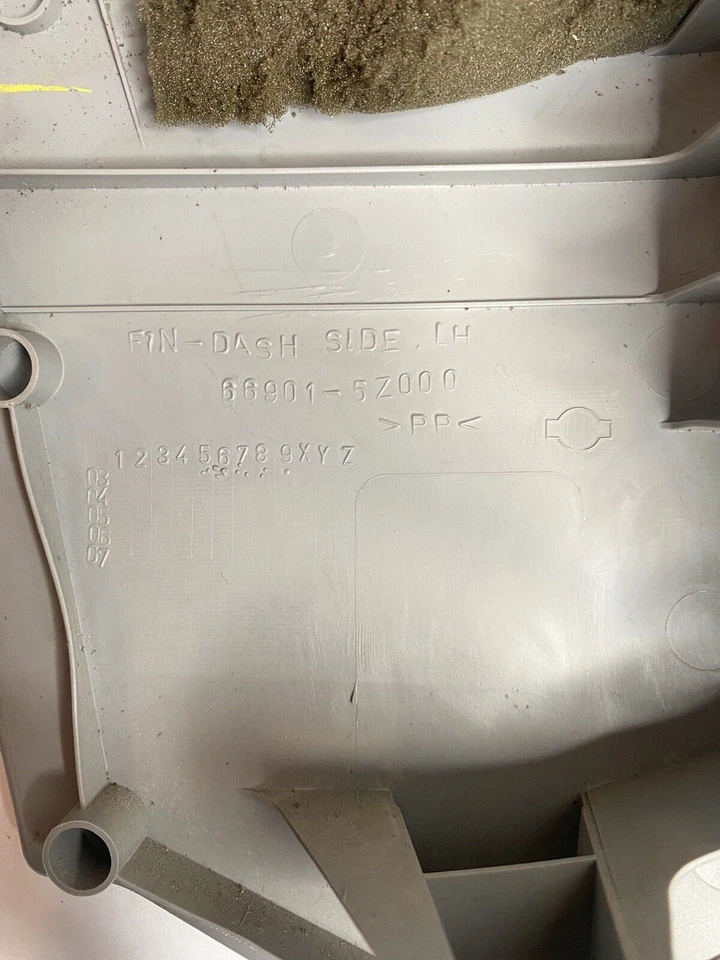 FIN-DASH SIDE. LH
66901-5Z000
>PP<
123456789XYZ
03
04
05
06
07